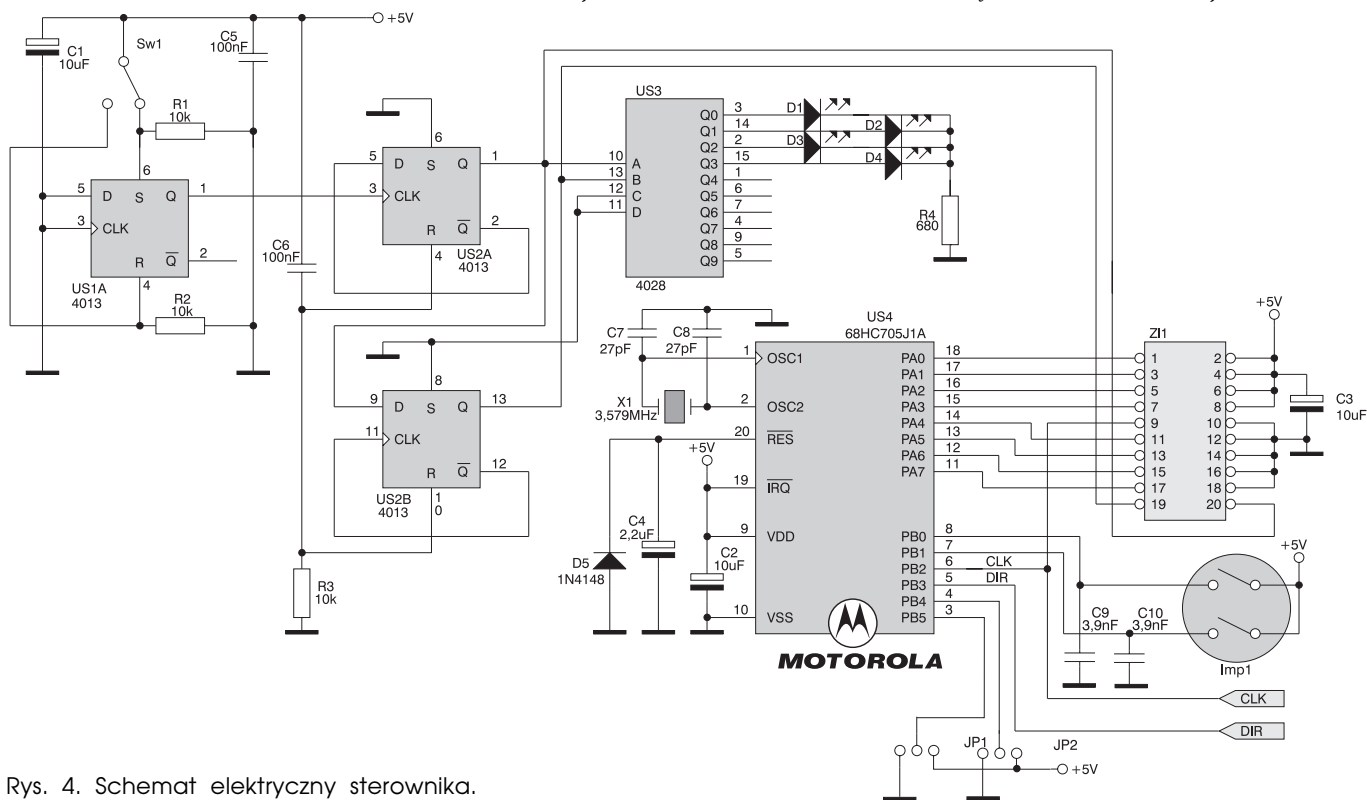 +5V
C1
10uF
Sw1
C5
100nF
R1
10k
6
5
D
S
Q
1
3
CLK
R
Q
2
US1A
4013
4
R2
10k
C6
100nF
6
5
D
S
Q
1
3
CLK
R
Q
2
4
US2A
4013
8
9
D
S
Q
13
11
CLK
R
Q
12
US2B
4013
1
0
R3
10k
US3
10
A
13
B
12
C
11
D
Q0
3
Q1
14
Q2
2
Q3
15
Q4
1
Q5
6
Q6
7
Q7
4
Q8
9
Q9
5
4028
D1
D2
D3
D4
R4
680
US4
68HC705J1A
C7
27pF
C8
27pF
X1
3,579MHz
1
OSC1
2
OSC2
20
RES
19
IRQ
9
VDD
10
VSS
+5V
C4
2,2uF
D5
1N4148
C2
10uF
PA0
18
PA1
17
PA2
16
PA3
15
PA4
14
PA5
13
PA6
12
PA7
11
PB0
8
PB1
7
PB2
6
CLK
PB3
5
DIR
PB4
4
PB5
3
MOTOROLA
+5V
Zl1
1 2
3 4
5 6
7 8
9 10
11 12
13 14
15 16
17 18
19 20
C3
10uF
+5V
C9
3,9nF
C10
3,9nF
Imp1
CLK
DIR
JP1
JP2
+5V
Rys. 4. Schemat elektryczny sterownika.